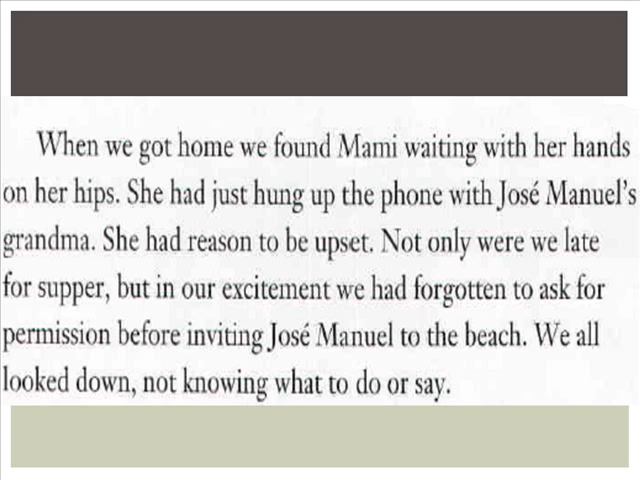 When we got home we found Mami waiting with her hands
on her hips. She had just hung up the phone with José Manuel's
grandma. She had reason to be upset. Not only were we late
for supper, but in our excitement we had forgotten to ask for
permission before inviting José Manuel to the beach. We all
looked down, not knowing what to do or say.